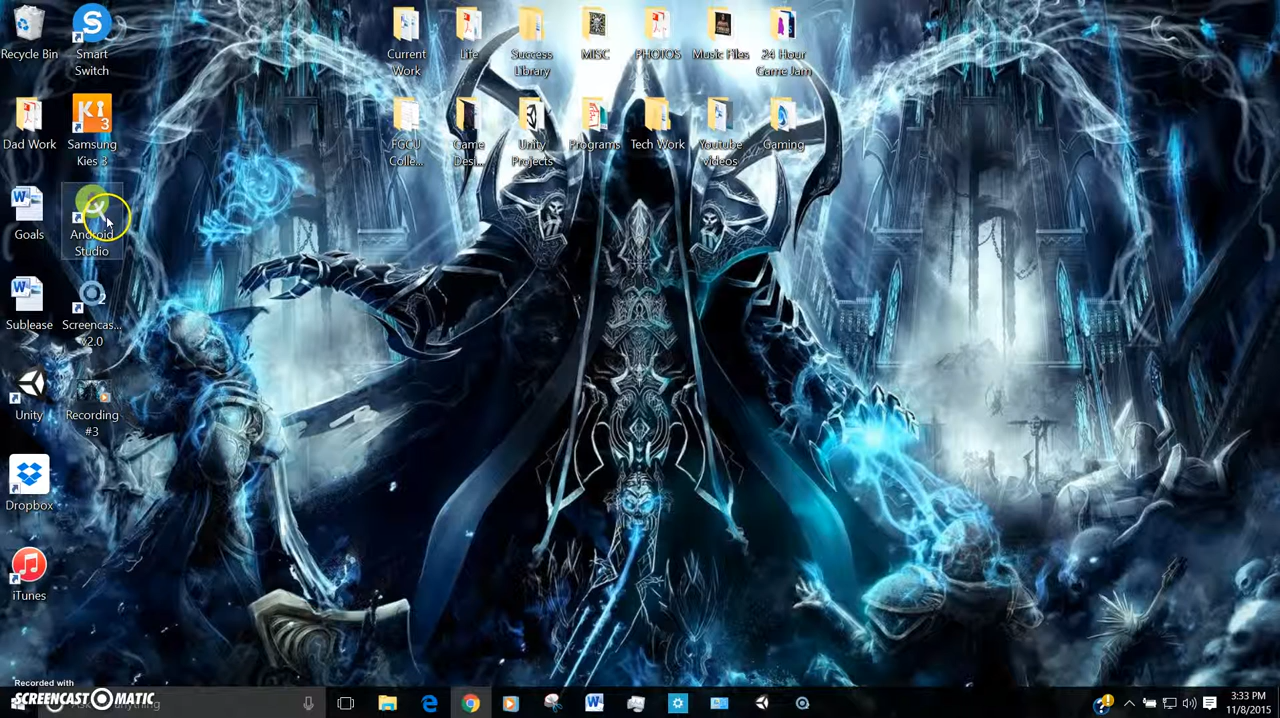 Recycle Bin
Smart
Switch
Current
Work
Life
Success
Library
MISC
PHOTOS
Music Files
24 Hour
Game Jam
Dad Work
Samsung
Kies 3
FGCU
Colle...
Game
Desi...
Unity
Projects
Programs
Tech Work
Youtube
videos
Gaming
Goals
Android
Studio
Sublease
Screencas...
v2.0
Unity
Recording
#3
Dropbox
iTunes
Recorded with
SCREENCAST-O-MATIC
anything
3:33 PM
11/8/2015